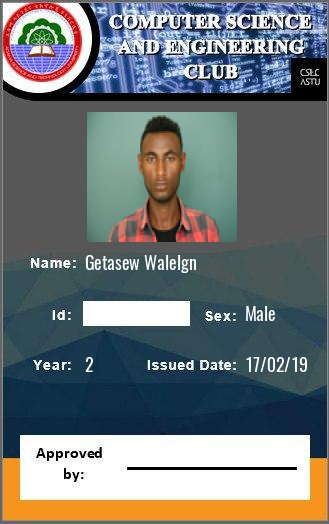 COMPUTER SCIENCE
AND ENGINEERING
CLUB
CSEC
ASTU
Name: Getasew Walelgn
Id:
Sex: Male
Year: 2
Issued Date: 17/02/19
Approved
by: